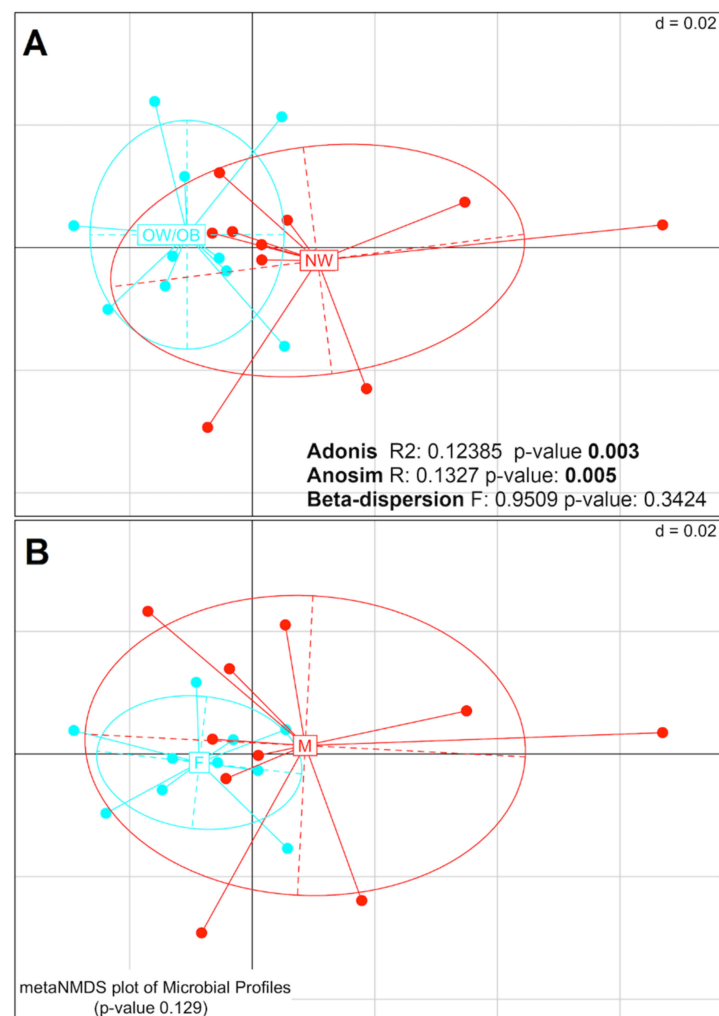 A
d = 0.02
OW/OB
NW
Adonis R2: 0.12385 p-value 0.003
Anosim R: 0.1327 p-value: 0.005
Beta-dispersion F: 0.9509 p-value: 0.3424
B
d = 0.02
M
F
metaNMDS plot of Microbial Profiles
(p-value 0.129)